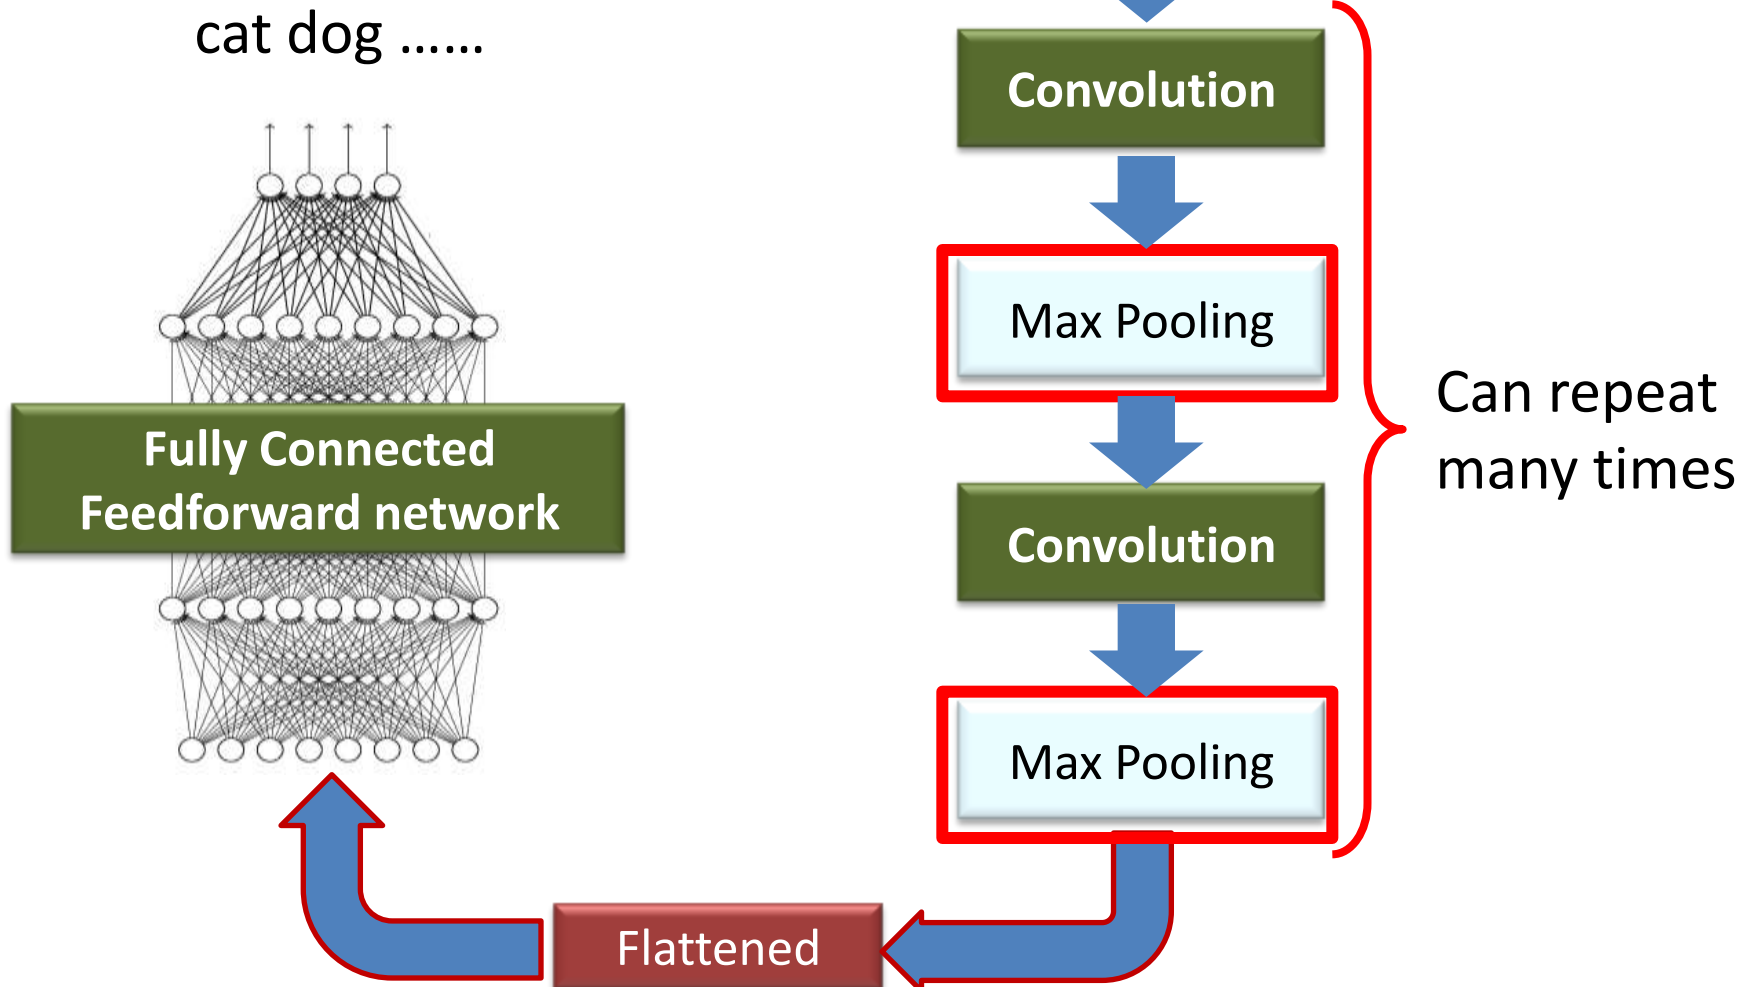 cat dog ……
Convolution
Max Pooling
Can repeat
many times
Fully Connected
Feedforward network
Convolution
Max Pooling
Flattened